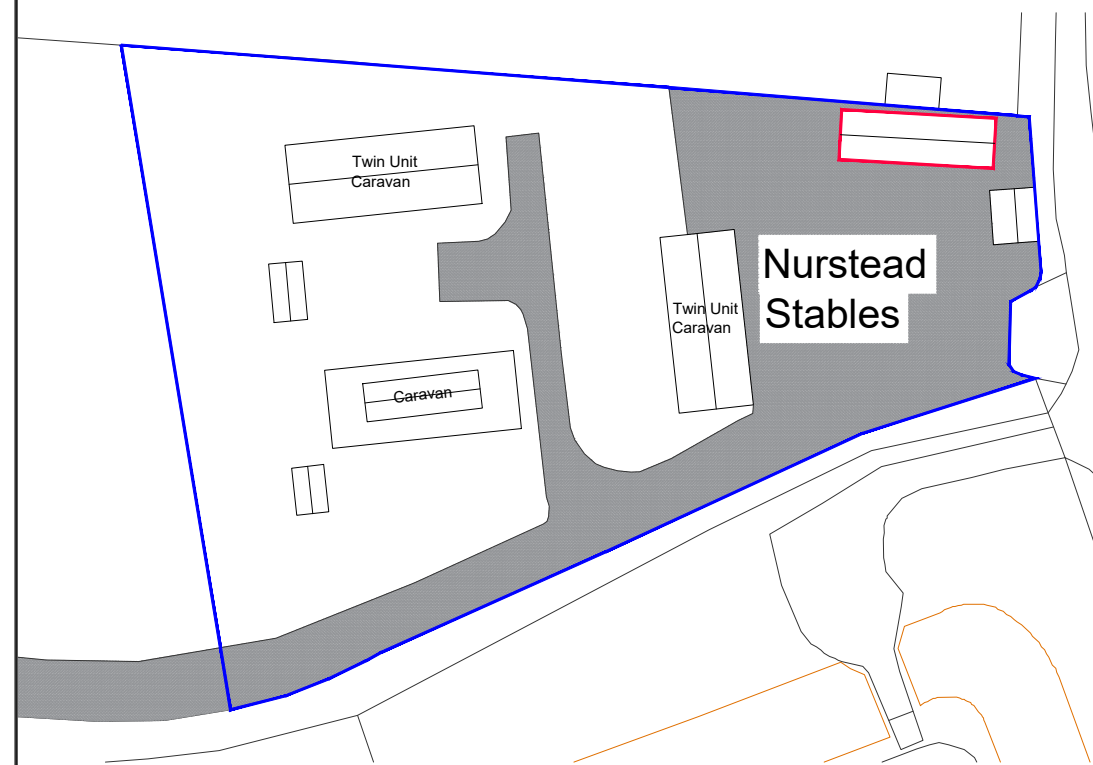 Twin Unit
Caravan
Nurstead
Stables
Twin Unit
Caravan
Caravan